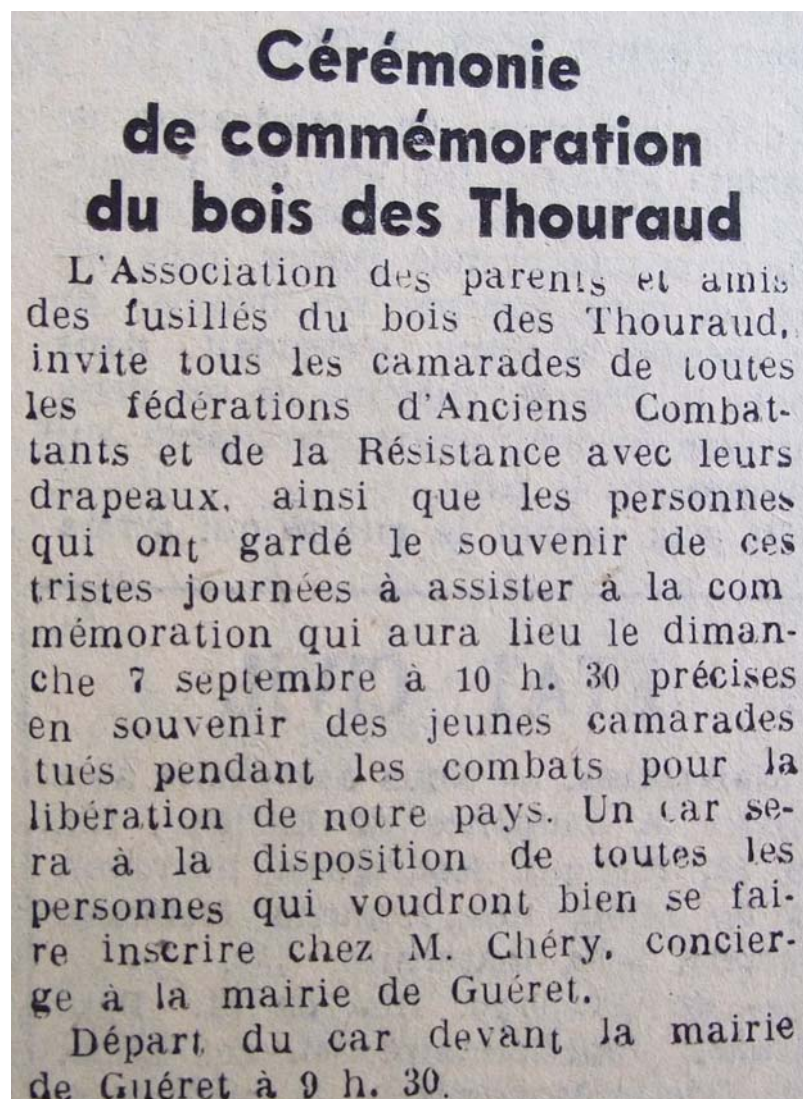 Cérémonie
de commémoration
du bois des Thouraud
L'Association des parents et amis
des fusillés du bois des Thouraud,
invite tous les camarades de toutes
les fédérations d'Anciens Combat-
tants et de la Résistance avec leurs
drapeaux, ainsi que les personnes
qui ont gardé le souvenir de ces
tristes journées à assister à la com
mémoration qui aura lieu le diman-
che 7 septembre à 10 h. 30 précises
en souvenir des jeunes camarades
tués pendant les combats pour la
libération de notre pays. Un car se-
ra à la disposition de toutes les
personnes qui voudront bien se fai-
re inscrire chez M. Chéry, concier-
ge à la mairie de Guéret.
Départ du car devant la mairie
de Guéret à 9 h. 30.